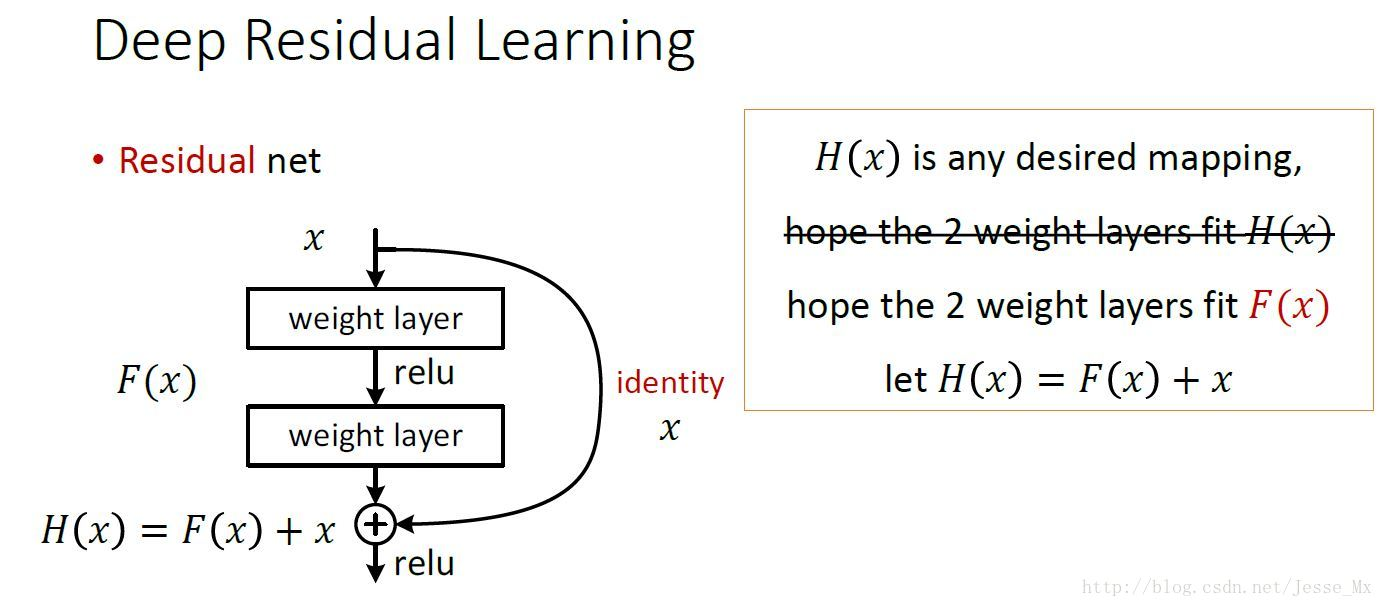 Deep Residual Learning
• Residual net
x
weight layer
relu
F(x)
weight layer
identity
x
H(x) = F(x) + x
+
relu
H(x) is any desired mapping,
hope the 2 weight layers fit H(x)
hope the 2 weight layers fit F(x)
let H(x) = F(x) + x
http://blog.csdn.net/Jesse_Mx